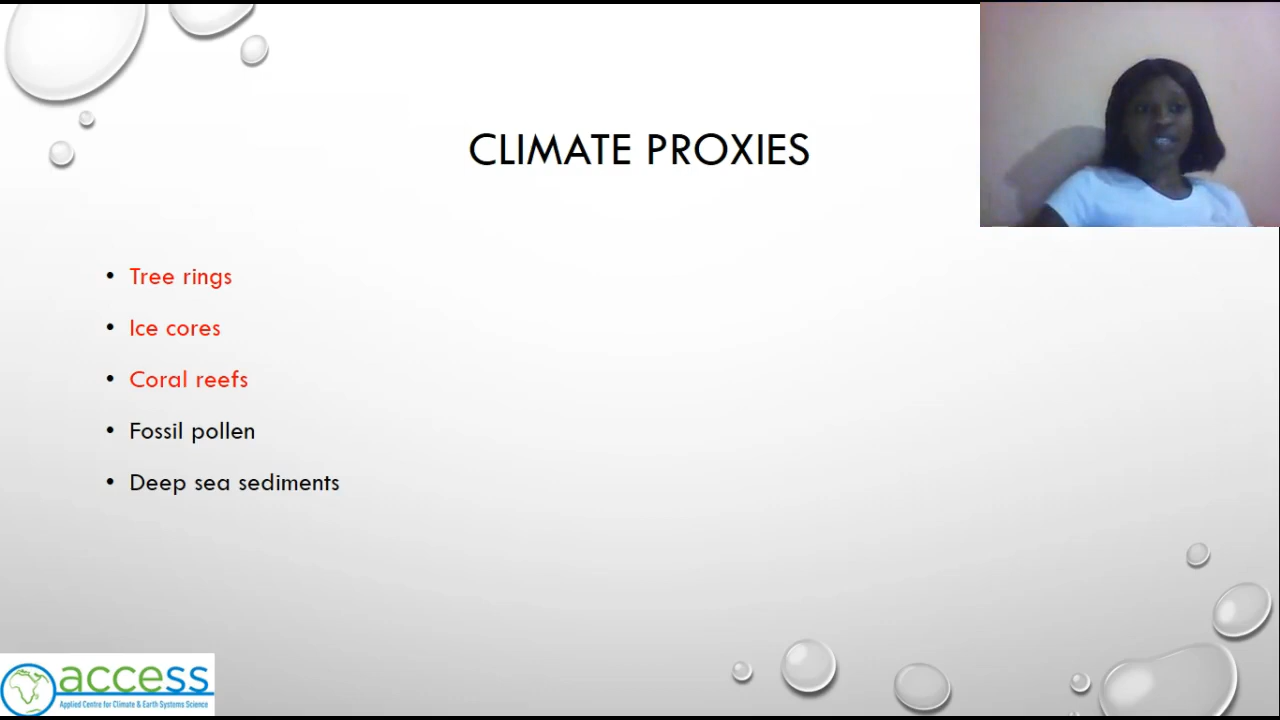 CLIMATE PROXIES
• Tree rings
• Ice cores
• Coral reefs
• Fossil pollen
• Deep sea sediments
access
Applied Centre for Climate & Earth Systems Science